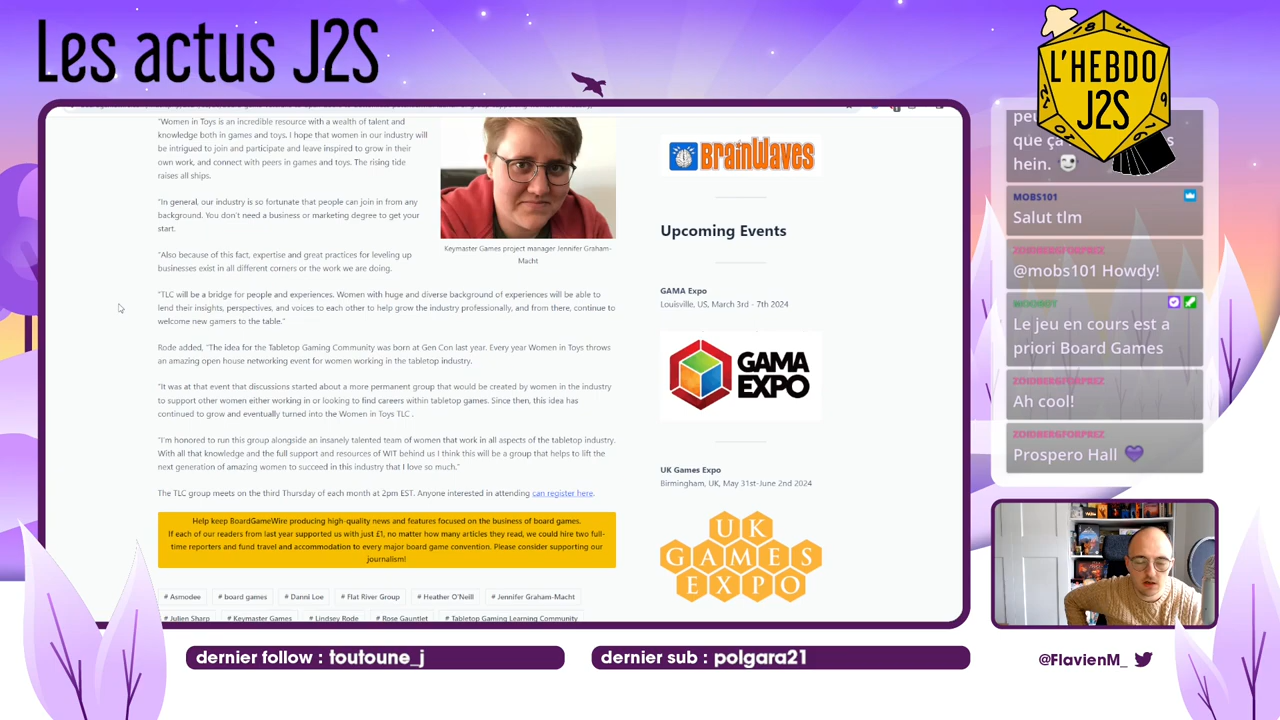 Les actus J2S
L'HEBDO
J2S
"Women in Toys is an incredible resource with a wealth of talent and
knowledge both in games and toys. I hope that women in our industry will
be intrigued to join and participate and leave inspired to grow in their
own work, and connect with peers in games and toys. The rising tide
raises all ships.
"In general, our industry is so fortunate that people can join in from any
background. You don't need a business or marketing degree to get your
start.
"Also because of this fact, expertise and great practices for leveling up
businesses exist in all different corners or the work we are doing.
Keymaster Games project manager Jennifer Graham-
Macht
"TLC will be a bridge for people and experiences. Women with huge and diverse background of experiences will be able to
lend their insights, perspectives, and voices to each other to help grow the industry professionally, and from there, continue to
welcome new gamers to the table."
Rode added, "The idea for the Tabletop Gaming Community was born at Gen Con last year. Every year Women in Toys throws
an amazing open house networking event for women working in the tabletop industry.
"It was at that event that discussions started about a more permanent group that would be created by women in the industry
to support other women either working in or looking to find careers within tabletop games. Since then, this idea has
continued to grow and eventually turned into the Women in Toys TLC .
"I'm honored to run this group alongside an insanely talented team of women that work in all aspects of the tabletop industry.
With all that knowledge and the full support and resources of WIT behind us I think this will be a group that helps to lift the
next generation of amazing women to succeed in this industry that I love so much."
The TLC group meets on the third Thursday of each month at 2pm EST. Anyone interested in attending can register here.
Help keep BoardGameWire producing high-quality news and features focused on the business of board games.
If each of our readers from last year supported us with just £1, no matter how many articles they read, we could hire two full-
time reporters and fund travel and accommodation to every major board game convention. Please consider supporting our
journalism!
# Asmodee # board games # Danni Loe # Flat River Group # Heather O'Neill # Jennifer Graham-Macht
# Julien Sharp # Keymaster Games # Lindsey Rode # Rose Gauntlet # Tabletop Gaming Learning Community
BRAINWAVES
Upcoming Events
GAMA Expo
Louisville, US, March 3rd - 7th 2024
GAMA
EXPO
UK Games Expo
Birmingham, UK, May 31st-June 2nd 2024
UK
GAMES
EXPO
que ça
hein.
MOBS101
Salut tlm
ZOIDBERGFORPREZ
@mobs101 Howdy!
Le jeu en cours est a
priori Board Games
ZOIDBERGFORPREZ
Ah cool!
ZOIDBERGFORPREZ
Prospero Hall
dernier follow : toutoune_j
dernier sub : polgara21
@FlavienM_